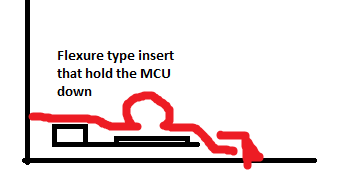 Flexure type insert
that hold the MCU
down